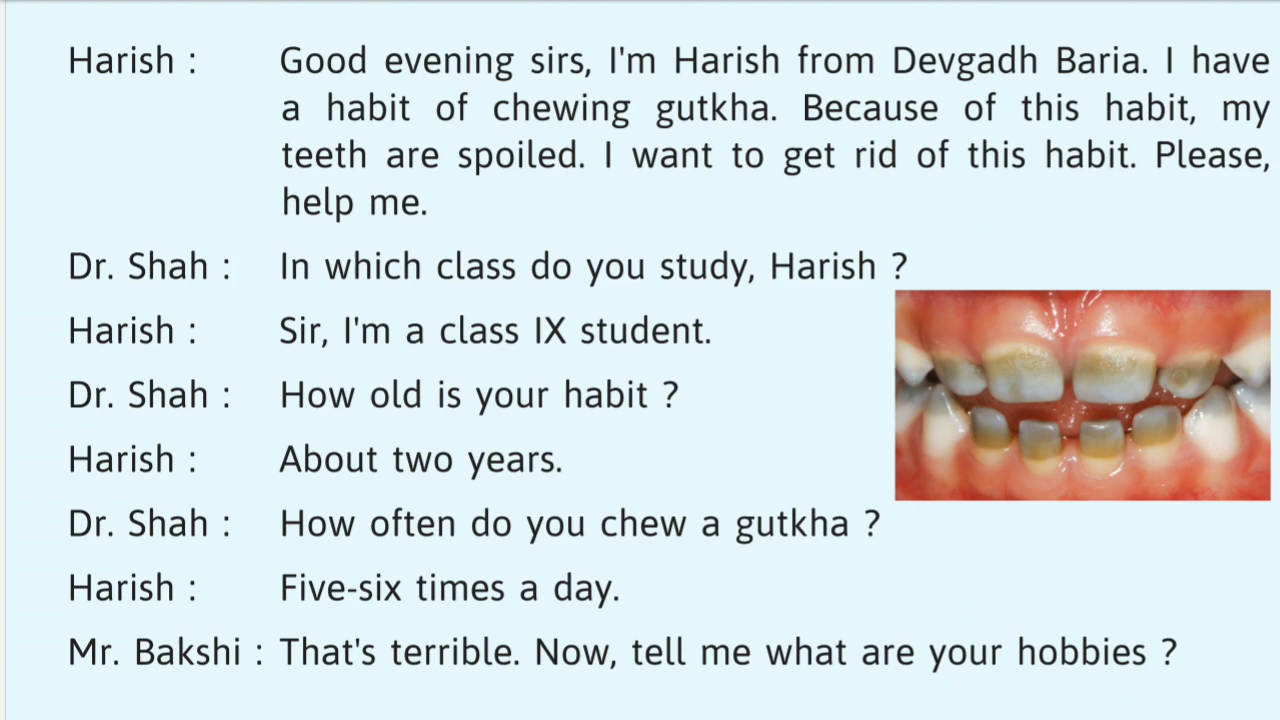 Harish : Good evening sirs, I'm Harish from Devgadh Baria. I have
a habit of chewing gutkha. Because of this habit, my
teeth are spoiled. I want to get rid of this habit. Please,
help me.
Dr. Shah : In which class do you study, Harish ?
Harish : Sir, I'm a class IX student.
Dr. Shah : How old is your habit ?
Harish : About two years.
Dr. Shah : How often do you chew a gutkha ?
Harish : Five-six times a day.
Mr. Bakshi : That's terrible. Now, tell me what are your hobbies ?